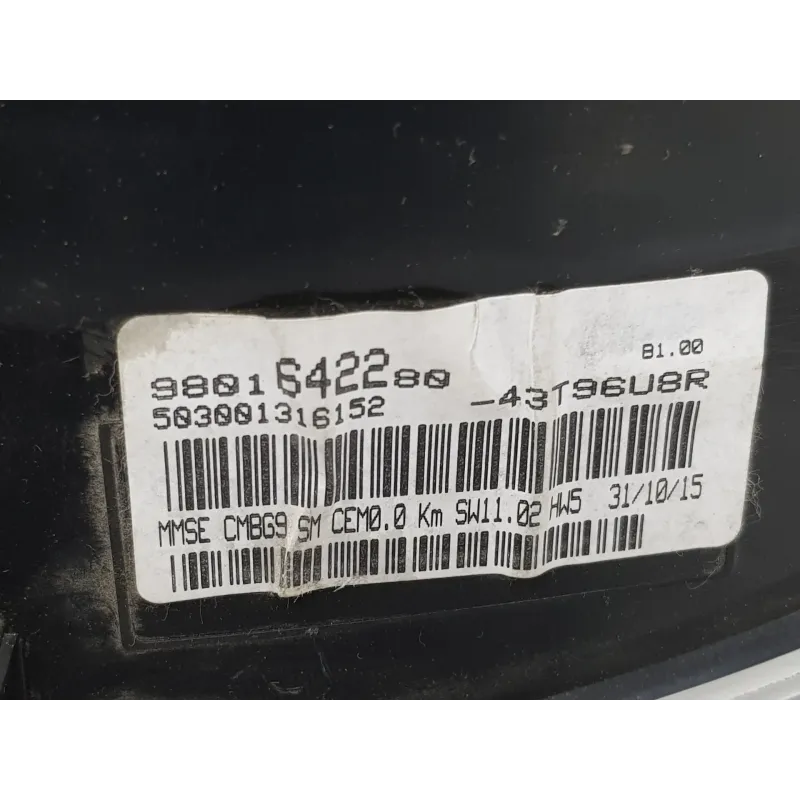 B1.00
9801642280 -43T96U8R
503001316152
MMSE CMBG9 SM CEM0.0 Km SW11.02 HW5 31/10/15